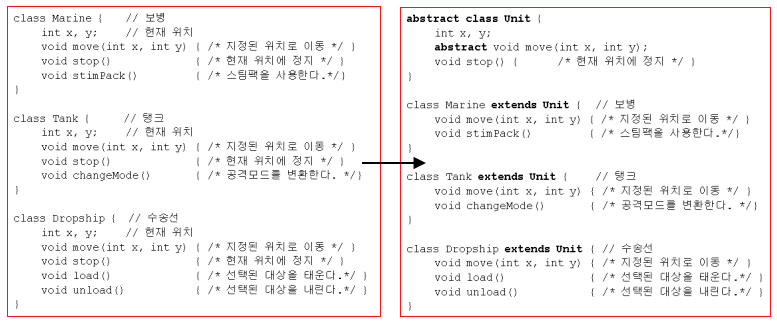 class Marine {    // 보병
    int x, y;    // 현재 위치
    void move(int x, int y) { /* 지정된 위치로 이동 */ }
    void stop()             { /* 현재 위치에 정지 */ }
    void stimPack()         { /* 스팀팩을 사용한다.*/}
}
class Tank {     // 탱크
    int x, y;    // 현재 위치
    void move(int x, int y) { /* 지정된 위치로 이동 */ }
    void stop()             { /* 현재 위치에 정지 */ }
    void changeMode()       { /* 공격모드를 변환한다. */}
}
class Dropship {  // 수송선
    int x, y;    // 현재 위치
    void move(int x, int y) { /* 지정된 위치로 이동 */ }
    void stop()             { /* 현재 위치에 정지 */ }
    void load()             { /* 선택된 대상을 태운다.*/ }
    void unload()           { /* 선택된 대상을 내린다.*/ }
}
abstract class Unit {
    int x, y;
    abstract void move(int x, int y);
    void stop() {      /* 현재 위치에 정지 */ }
}
class Marine extends Unit {  // 보병
    void move(int x, int y) { /* 지정된 위치로 이동 */ }
    void stimPack()         { /* 스팀팩을 사용한다.*/}
}
class Tank extends Unit {    // 탱크
    void move(int x, int y) { /* 지정된 위치로 이동 */ }
    void changeMode()       { /* 공격모드를 변환한다. */}
}
class Dropship extends Unit { // 수송선
    void move(int x, int y) { /* 지정된 위치로 이동 */ }
    void load()             { /* 선택된 대상을 태운다.*/ }
    void unload()           { /* 선택된 대상을 내린다.*/ }
}